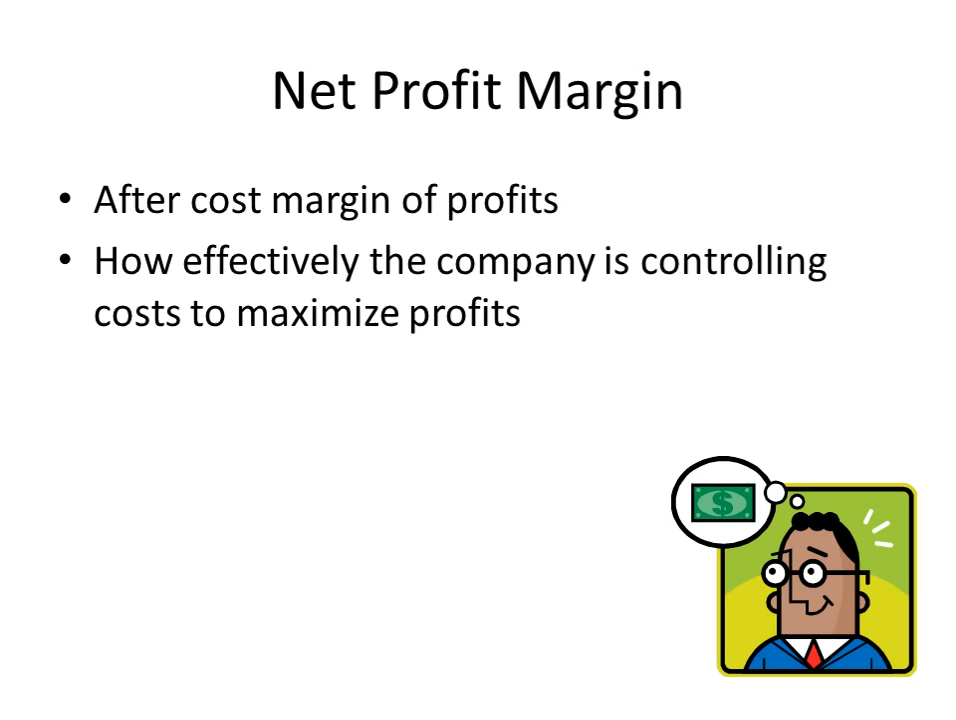 Net Profit Margin
• After cost margin of profits
• How effectively the company is controlling
costs to maximize profits
$